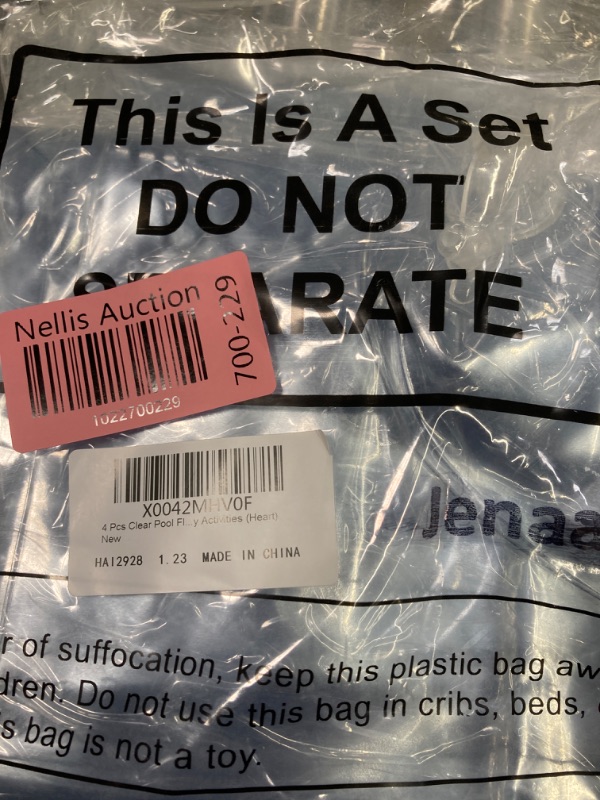 This Is A Set
DO NOT
ARATE
Nellis Auction
700-229
1022700229
X0042MHV0F
4 Pcs Clear Pool Fl...y Activities (Heart)
New
HAI2928 1.23 MADE IN CHINA
Jenaa
r of suffocation, keep this plastic bag aw
dren. Do not use this bag in cribs, beds,
s bag is not a toy.